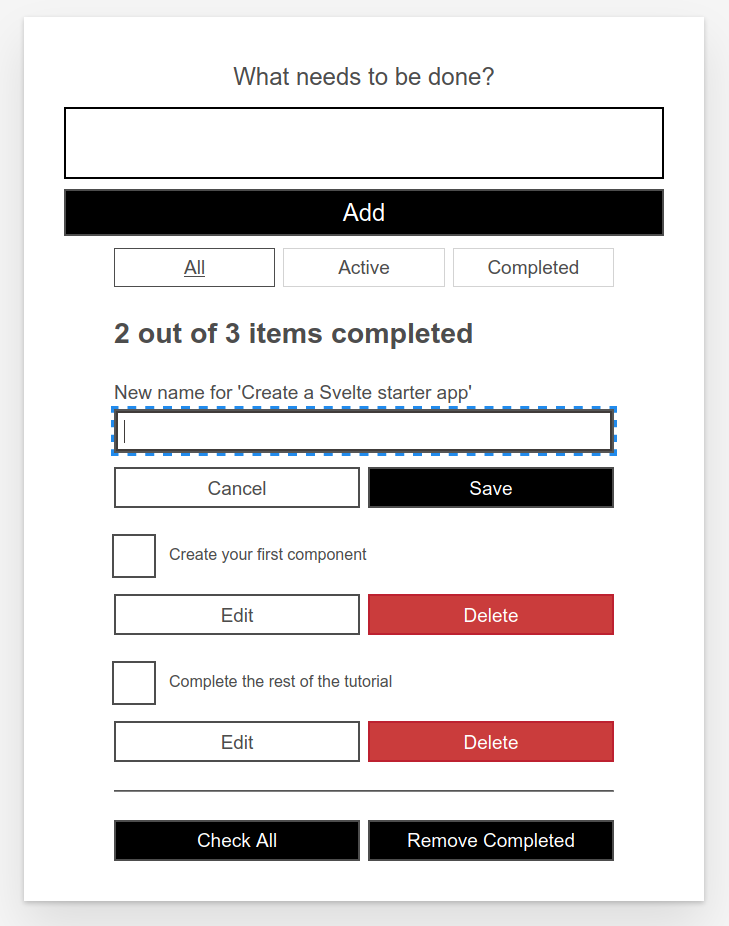 What needs to be done?
Add
All Active Completed
2 out of 3 items completed
New name for 'Create a Svelte starter app'
Cancel Save
Create your first component
Edit Delete
Complete the rest of the tutorial
Edit Delete
Check All Remove Completed